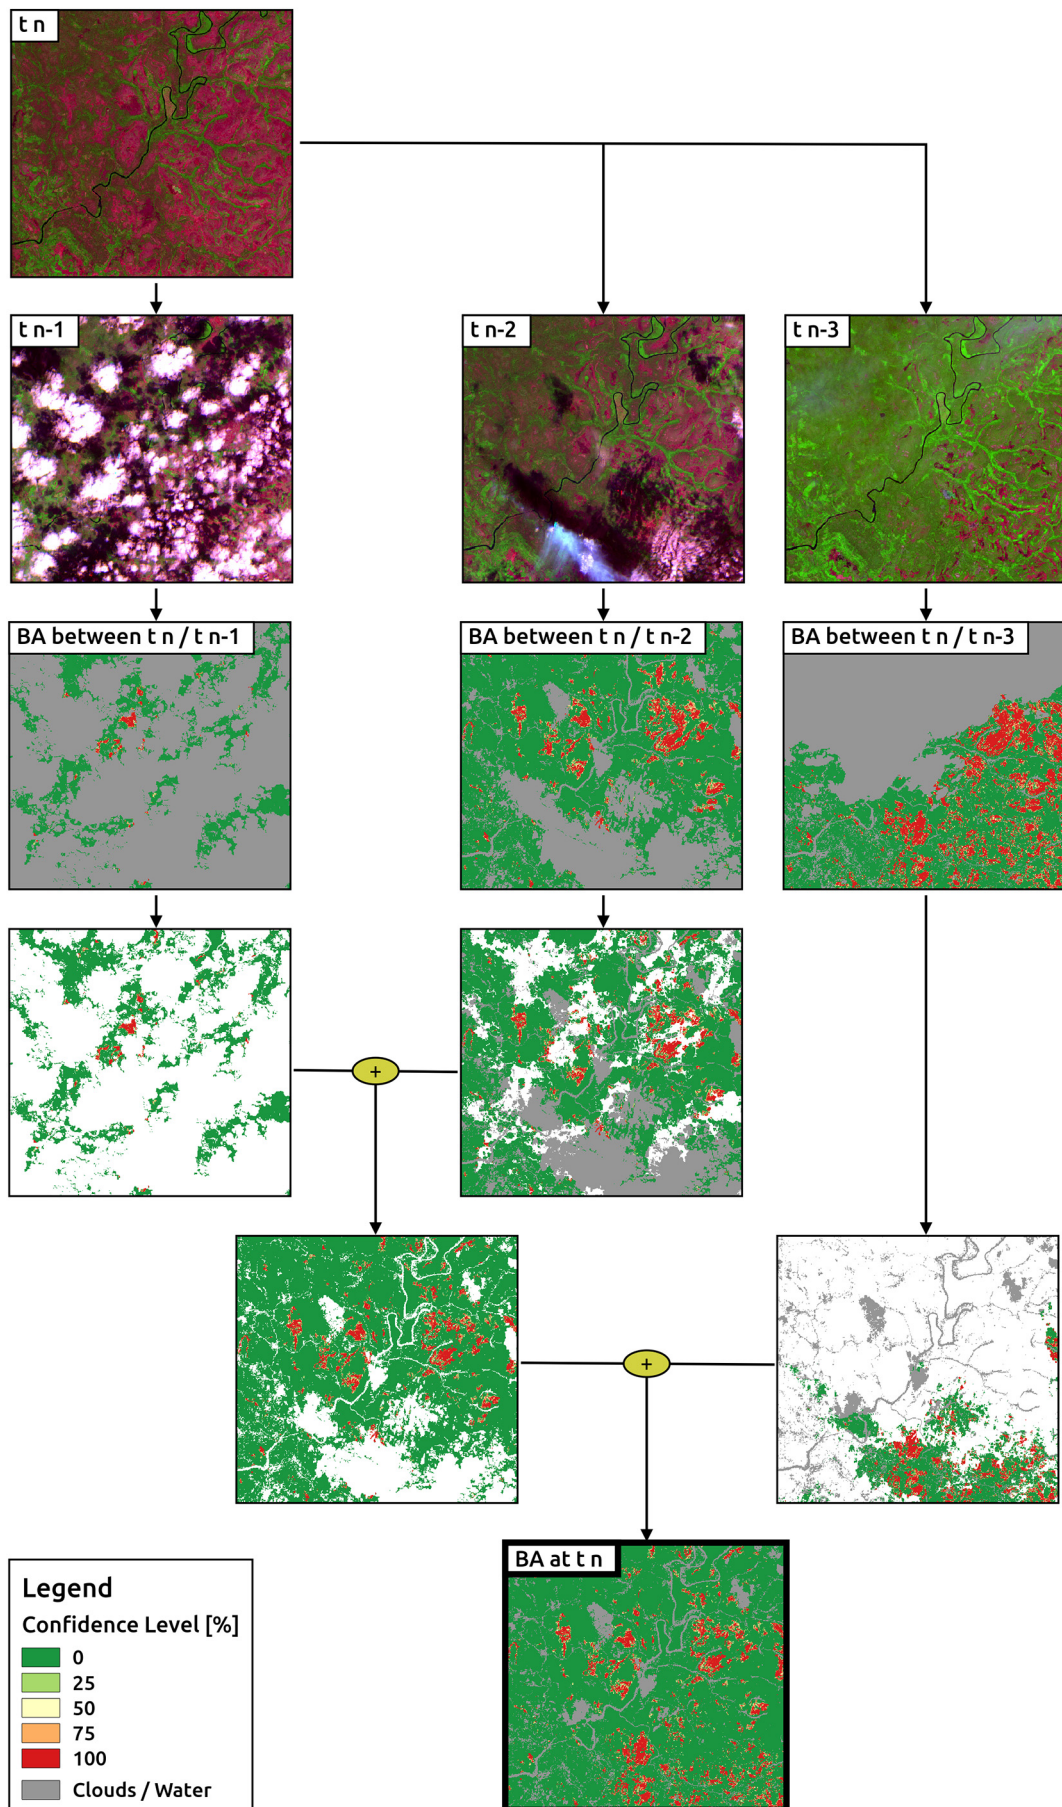 t n
t n-1
t n-2
t n-3
BA between t n / t n-1
BA between t n / t n-2
BA between t n / t n-3
+
+
BA at t n
Legend
Confidence Level [%]
0
25
50
75
100
Clouds / Water